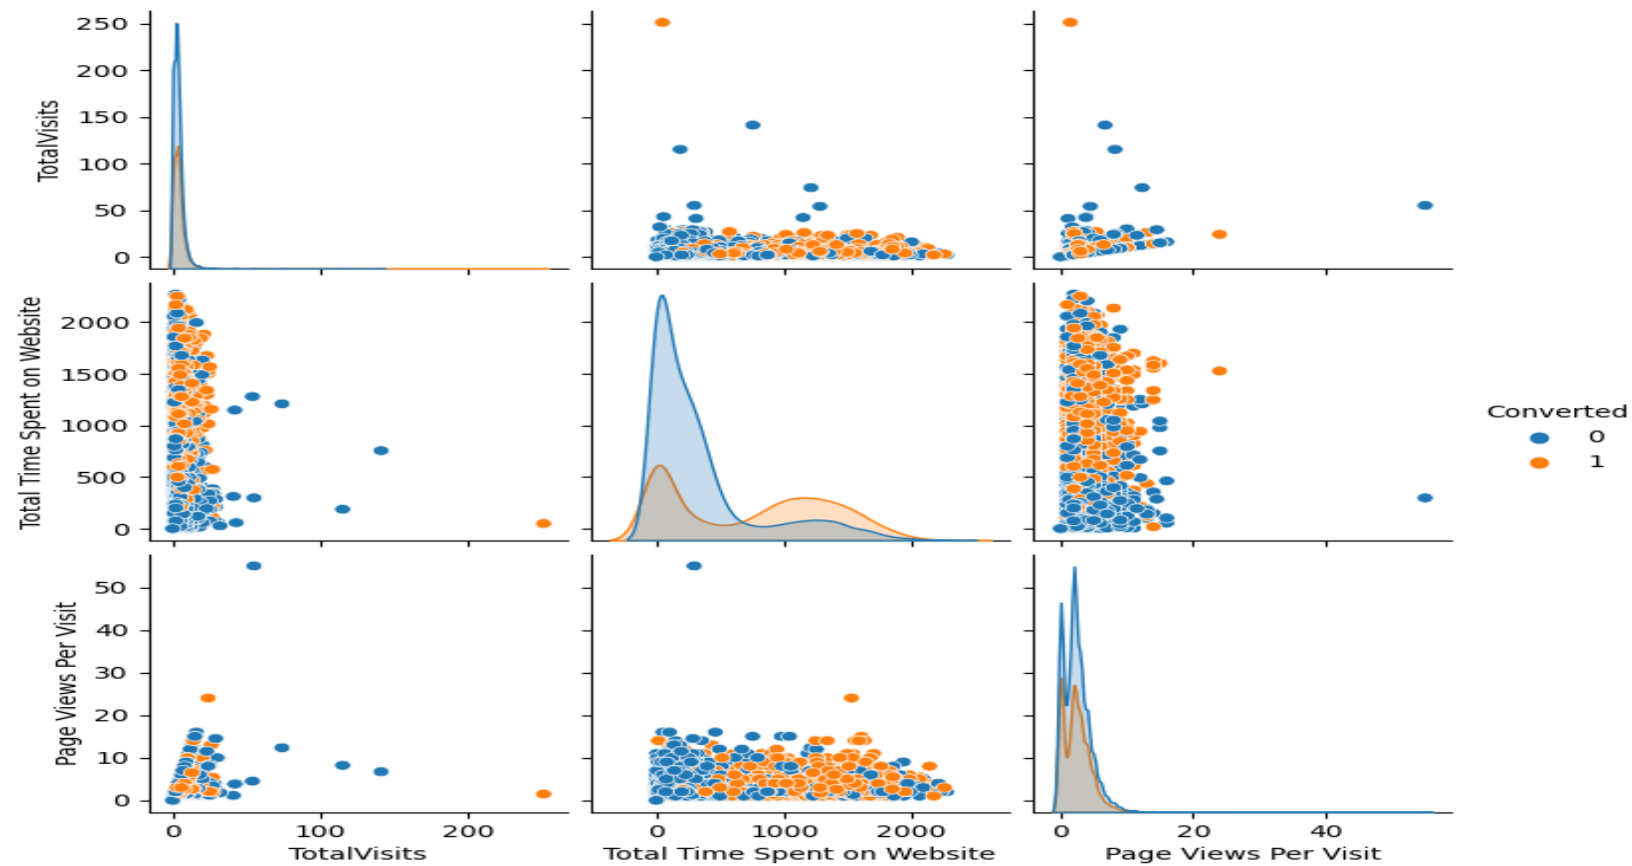 250
200
150
100
50
0
TotalVisits
2000
1500
1000
500
0
Total Time Spent on Website
Converted
0
1
50
40
30
20
10
0
Page Views Per Visit
0 100 200
TotalVisits
0 1000 2000
Total Time Spent on Website
0 20 40
Page Views Per Visit